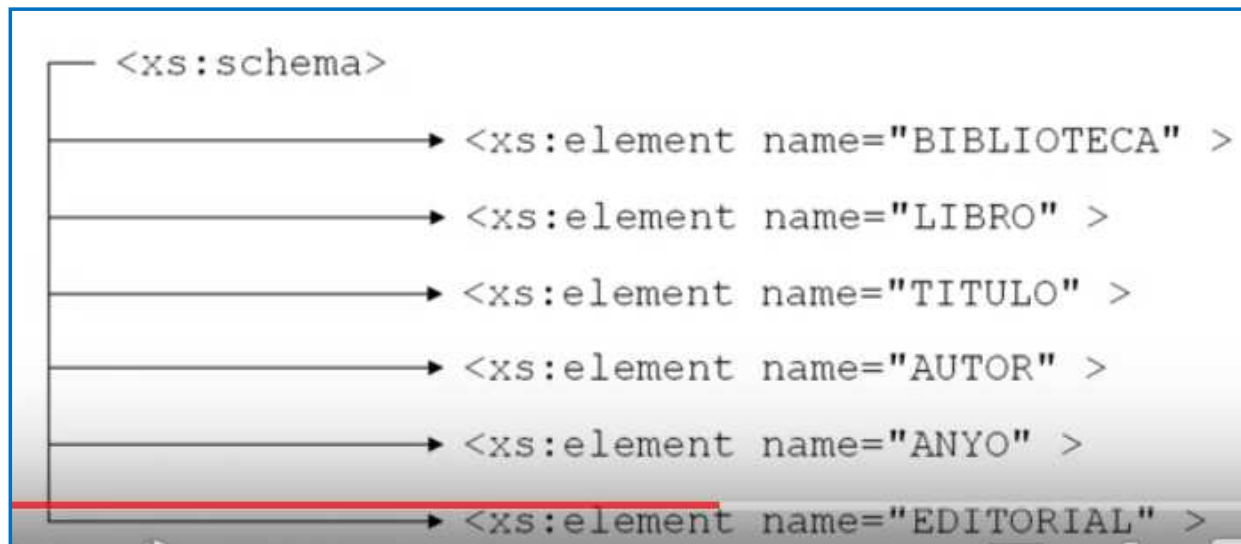 <xs:schema>
<xs:element name="BIBLIOTECA" >
<xs:element name="LIBRO" >
<xs:element name="TITULO" >
<xs:element name="AUTOR" >
<xs:element name="ANYO" >
<xs:element name="EDITORIAL" >